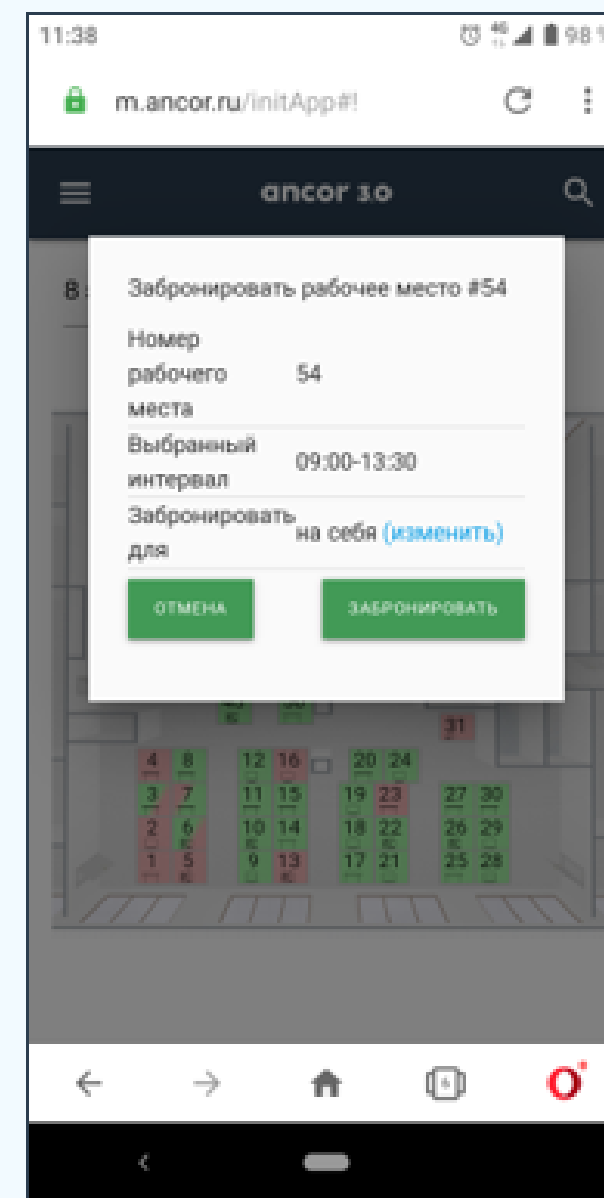 11:38 4G 98 %
m.ancor.ru/initApp#!
ancor 3.0
В
Забронировать рабочее место #54
Номер
рабочего 54
места
Выбранный
интервал 09:00-13:30
Забронировать
для на себя (изменить)
ОТМЕНА ЗАБРОНИРОВАТЬ
31
4 8 12 16 20 24
3 7 11 15 19 23 27 30
2 6 10 14 18 22 26 29
1 5 9 13 17 21 25 28